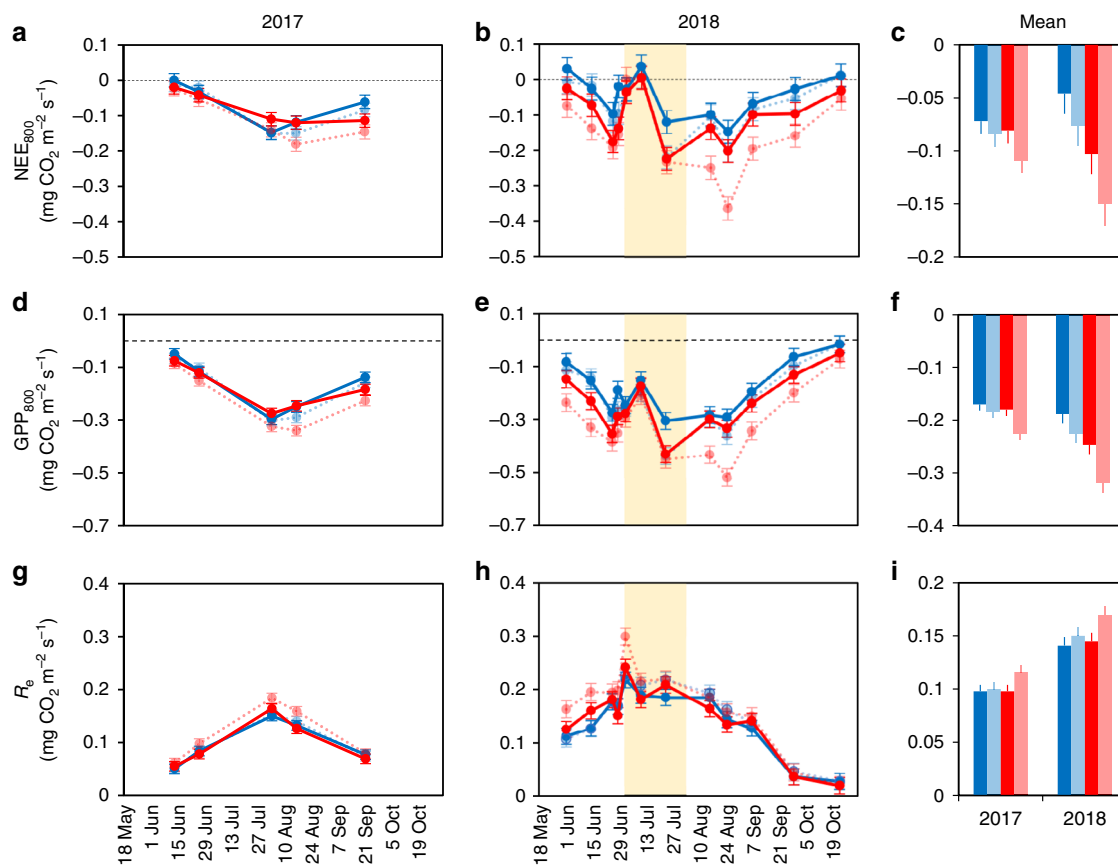 2017
2018
Mean
a
b
c
NEE800
(mg CO2 m−2 s−1)
0.1
0
−0.1
−0.2
−0.3
−0.4
−0.5
0.1
0
−0.1
−0.2
−0.3
−0.4
−0.5
0
−0.05
−0.1
−0.15
−0.2
d
e
f
GPP800
(mg CO2 m−2 s−1)
0.1
−0.1
−0.3
−0.5
−0.7
0.1
−0.1
−0.3
−0.5
−0.7
0
−0.1
−0.2
−0.3
−0.4
g
h
i
Re
(mg CO2 m−2 s−1)
0.4
0.3
0.2
0.1
0
0.4
0.3
0.2
0.1
0
0.2
0.15
0.1
0.05
0
18 May
1 Jun
15 Jun
29 Jun
13 Jul
27 Jul
10 Aug
24 Aug
7 Sep
21 Sep
5 Oct
19 Oct
18 May
1 Jun
15 Jun
29 Jun
13 Jul
27 Jul
10 Aug
24 Aug
7 Sep
21 Sep
5 Oct
19 Oct
2017
2018